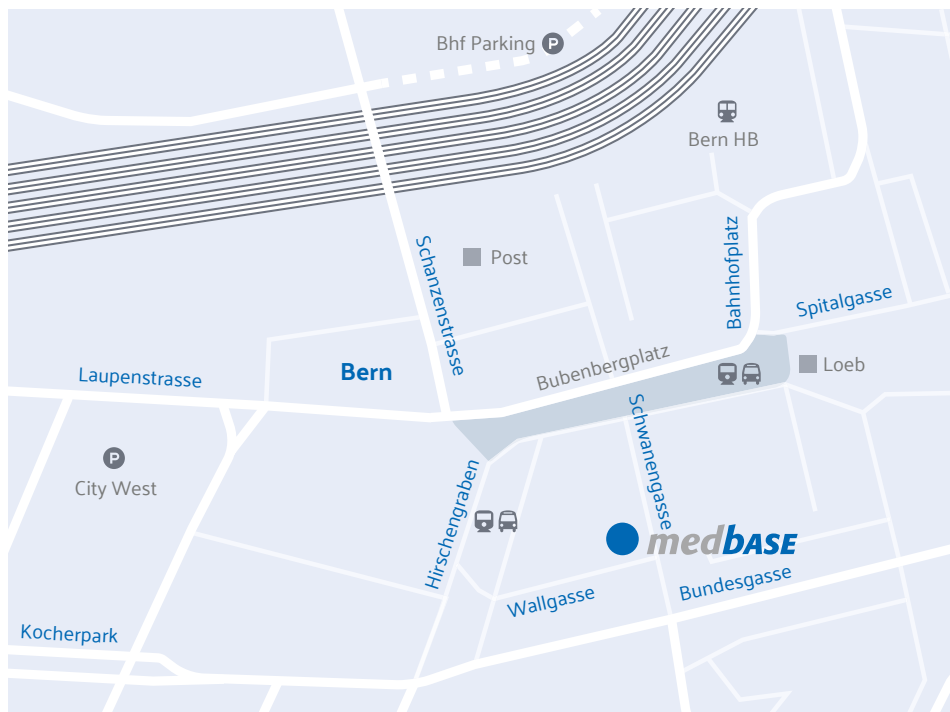 Bhf Parking P
Bern HB
Schanzenstrasse
Post
Bahnhofplatz
Spitalgasse
Laupenstrasse
Bern
Bubenbergplatz
Loeb
P
City West
Hirschengraben
Schwanengasse
medbase
Wallgasse
Bundesgasse
Kocherpark